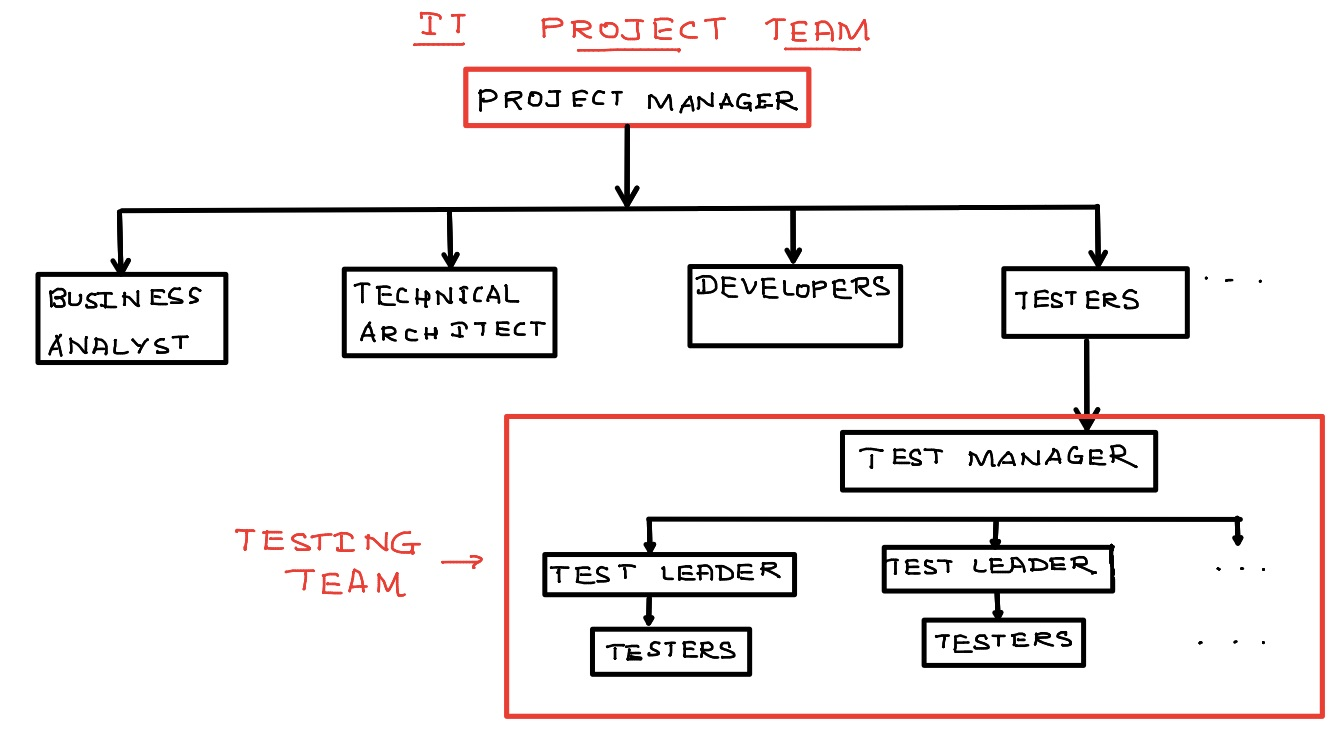 IT PROJECT TEAM
PROJECT MANAGER
BUSINESS
ANALYST
TECHNICAL
ARCHITECT
DEVELOPERS
TESTERS
TEST MANAGER
TESTING
TEAM
TEST LEADER
TEST LEADER
TESTERS
TESTERS